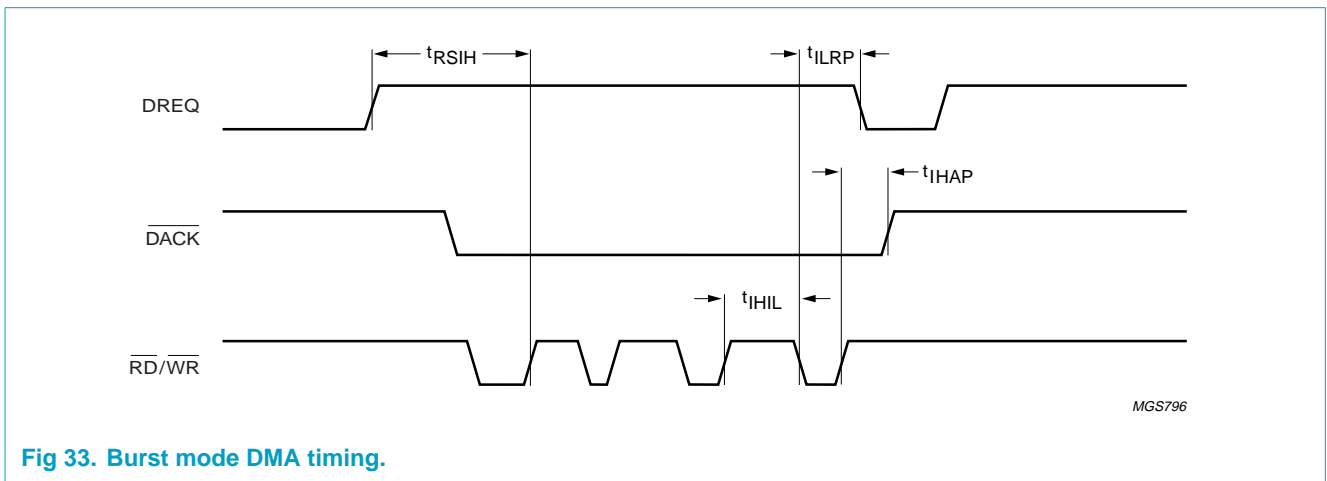 tRSIH
tILRP
DREQ
tIHAP
DACK
tIHIL
RD/WR
MGS796
Fig 33. Burst mode DMA timing.